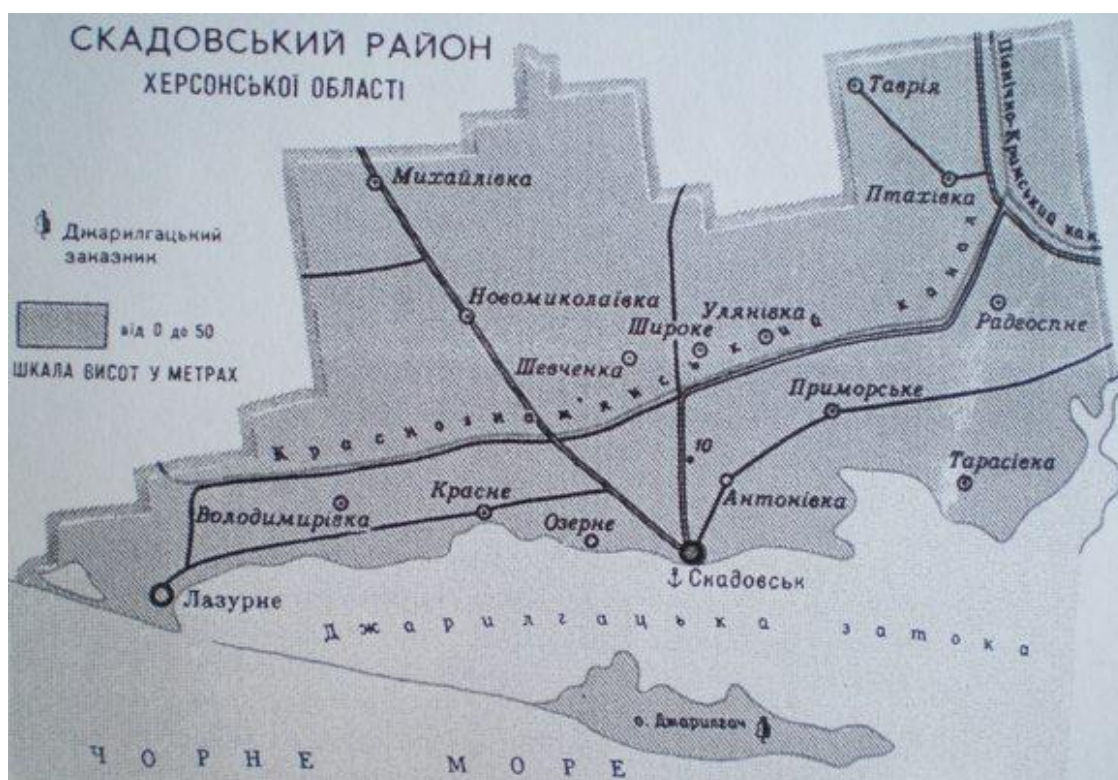 СКАДОВСЬКИЙ РАЙОН
ХЕРСОНСЬКОЇ ОБЛАСТІ
Таврія
Північно-Кримський кан
Михайлівка
Птахівка
Джарилгацький
заказник
Новомиколаївка
Широке
Улянівка
Радгоспне
від 0 до 50
ШКАЛА ВИСОТ У МЕТРАХ
Шевченка
Краснознам'янський канал
Приморське
10
Тарасівка
Красне
Антонівка
Володимирівка
Озерне
Скадовськ
Лазурне
Джарилгацька затока
о. Джарилгач
ЧОРНЕ МОРЕ